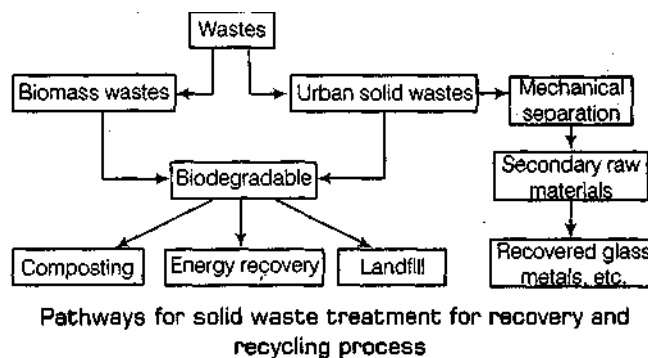 Wastes
Biomass wastes
Urban solid wastes
Mechanical
separation
Biodegradable
Secondary raw
materials
Composting
Energy recovery
Landfill
Recovered glass
metals, etc.
Pathways for solid waste treatment for recovery and
recycling process